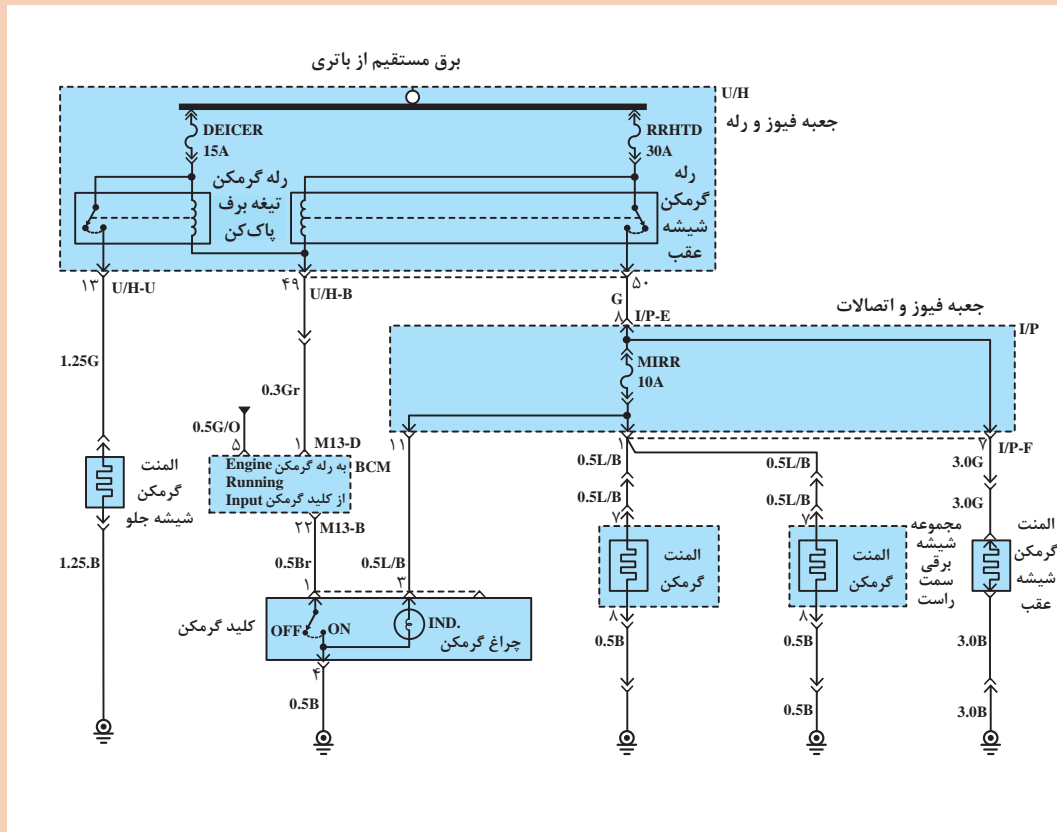 برق مستقیم از باتری
U/H
جعبه فیوز و رله
DEICER
15A
RRHTD
30A
رله گرمکن
تیغه برف
پاک‌کن
رله
گرمکن
شیشه
عقب
۱۳
U/H-U
۴۹
U/H-B
۵۰
G
۸
I/P-E
جعبه فیوز و اتصالات
I/P
MIRR
10A
1.25G
0.3Gr
0.5G/O
۵
۱
M13-D
۱۱
۱
۷
I/P-F
BCM
Engine به رله گرمکن
Running
Input از کلید گرمکن
۲۲
M13-B
المنت
گرمکن
شیشه جلو
1.25.B
0.5Br
0.5L/B
۱
۳
OFF
ON
IND.
چراغ گرمکن
کلید گرمکن
۴
0.5B
0.5L/B
0.5L/B
۷
المنت
گرمکن
۸
0.5B
0.5L/B
0.5L/B
۷
المنت
گرمکن
مجموعه
شیشه
برقی
سمت
راست
۸
0.5B
0.5B
3.0G
3.0G
المنت
گرمکن
شیشه
عقب
3.0B
3.0B